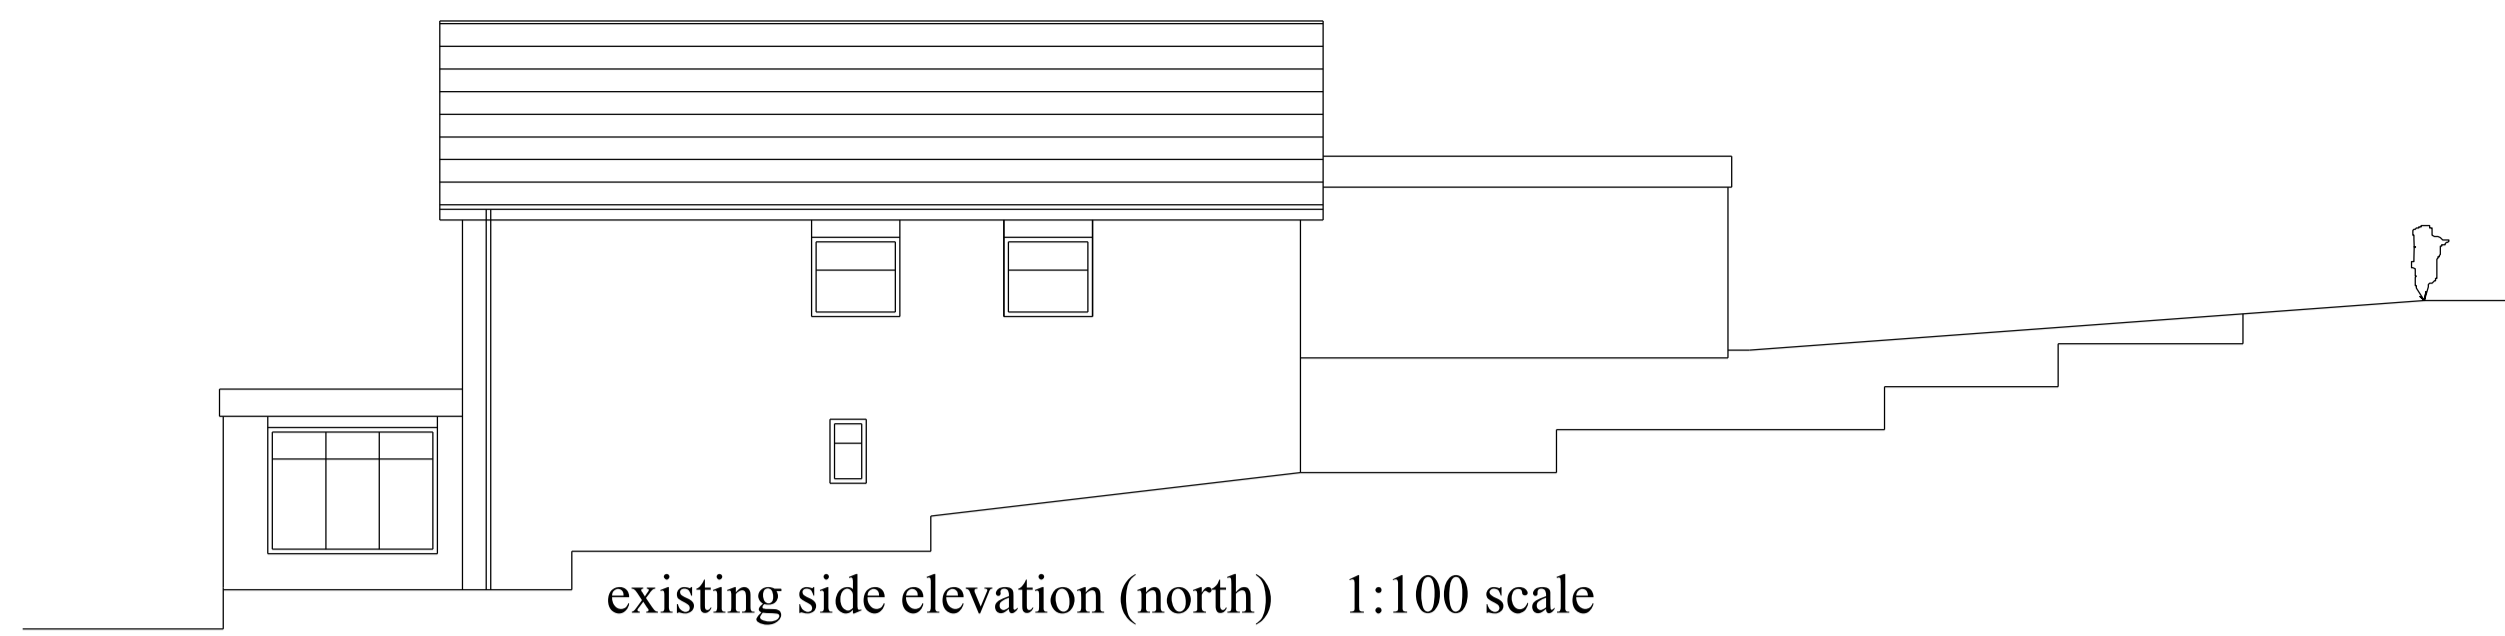 existing side elevation (north) 1:100 scale